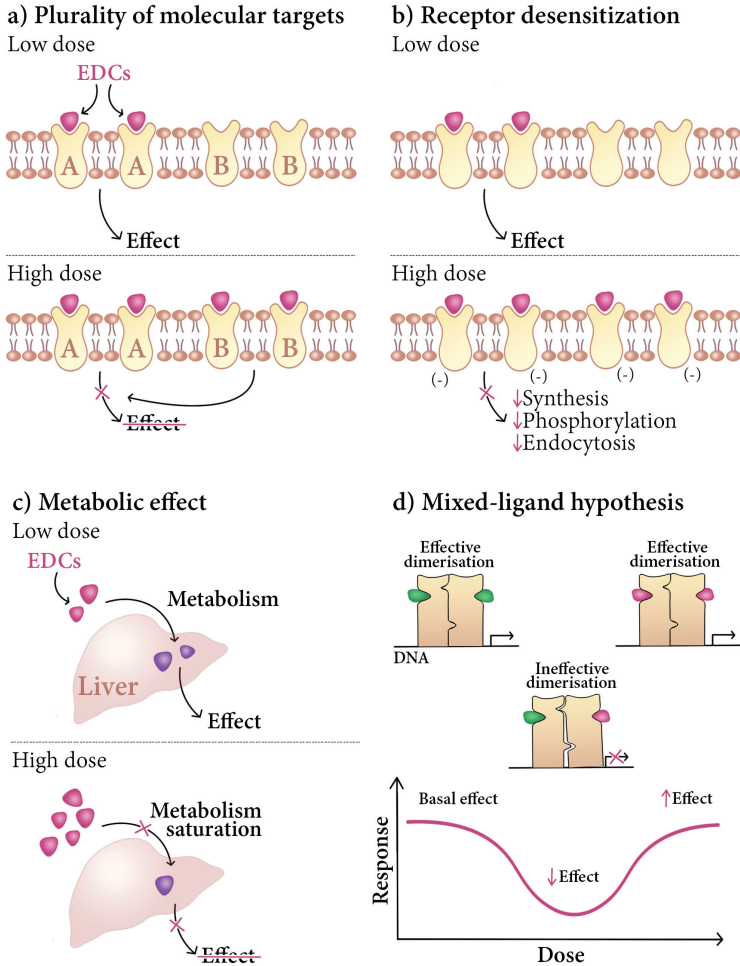 a) Plurality of molecular targets
Low dose
EDCs
A
A
B
B
Effect
High dose
A
A
B
B
Effect
b) Receptor desensitization
Low dose
Effect
High dose
(-)
(-)
(-)
(-)
↓Synthesis
↓Phosphorylation
↓Endocytosis
c) Metabolic effect
Low dose
EDCs
Metabolism
Liver
Effect
High dose
Metabolism
saturation
Effect
d) Mixed-ligand hypothesis
Effective
dimerisation
Effective
dimerisation
DNA
Ineffective
dimerisation
Basal effect
↑Effect
↓Effect
Response
Dose